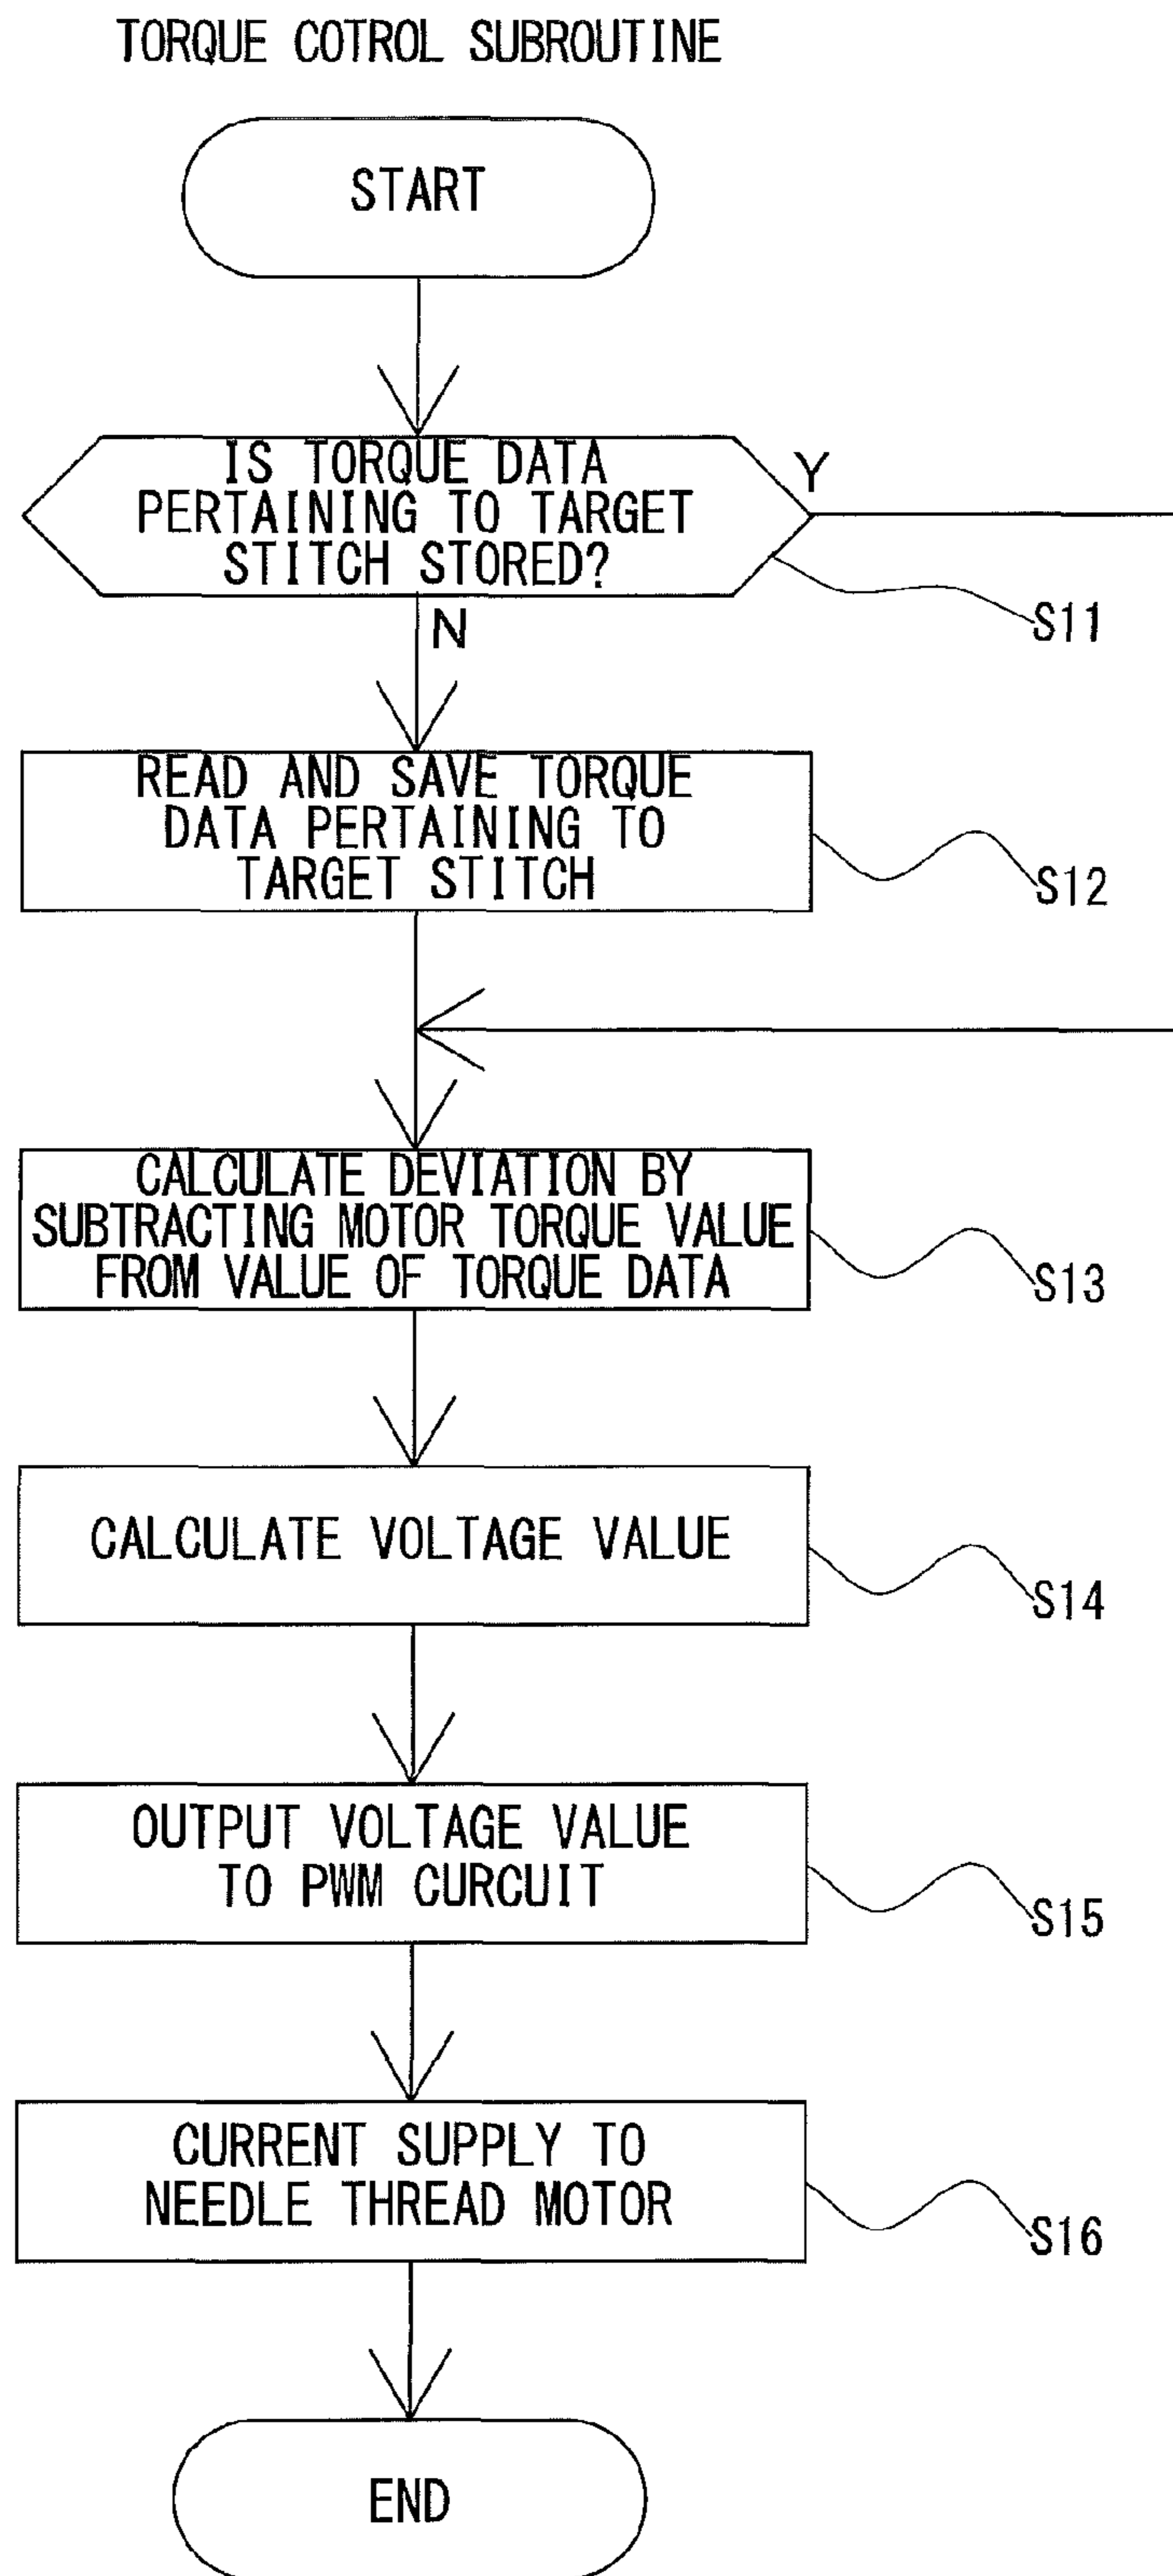 TORQUE COTROL SUBROUTINE
START
IS TORQUE DATA
PERTAINING TO TARGET
STITCH STORED?
Y
S11
N
READ AND SAVE TORQUE
DATA PERTAINING TO
TARGET STITCH
S12
CALCULATE DEVIATION BY
SUBTRACTING MOTOR TORQUE VALUE
FROM VALUE OF TORQUE DATA
S13
CALCULATE VOLTAGE VALUE
S14
OUTPUT VOLTAGE VALUE
TO PWM CURCUIT
S15
CURRENT SUPPLY TO
NEEDLE THREAD MOTOR
S16
END